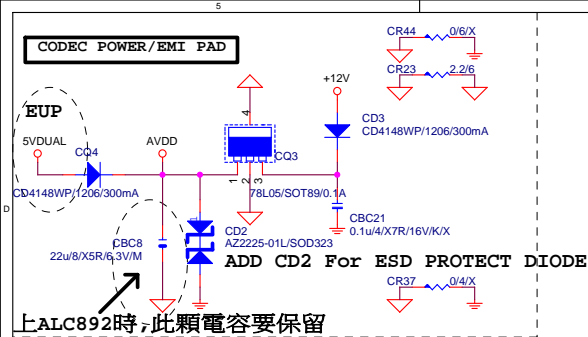 5
CODEC POWER/EMI PAD
CR44 0/6/X
CR23 2.2/6
+12V
EUP
5VDUAL
AVDD
CQ4
CD4148WP/1206/300mA
4
CQ3
1 2 3
78L05/SOT89/0.1A
CD3
CD4148WP/1206/300mA
D
CBC21
0.1u/4/X7R/16V/K/X
1
CD2
AZ2225-01L/SOD323
CBC8
22u/8/X5R/6.3V/M
ADD CD2 For ESD PROTECT DIODE
CR37 0/4/X
上ALC892時,此顆電容要保留